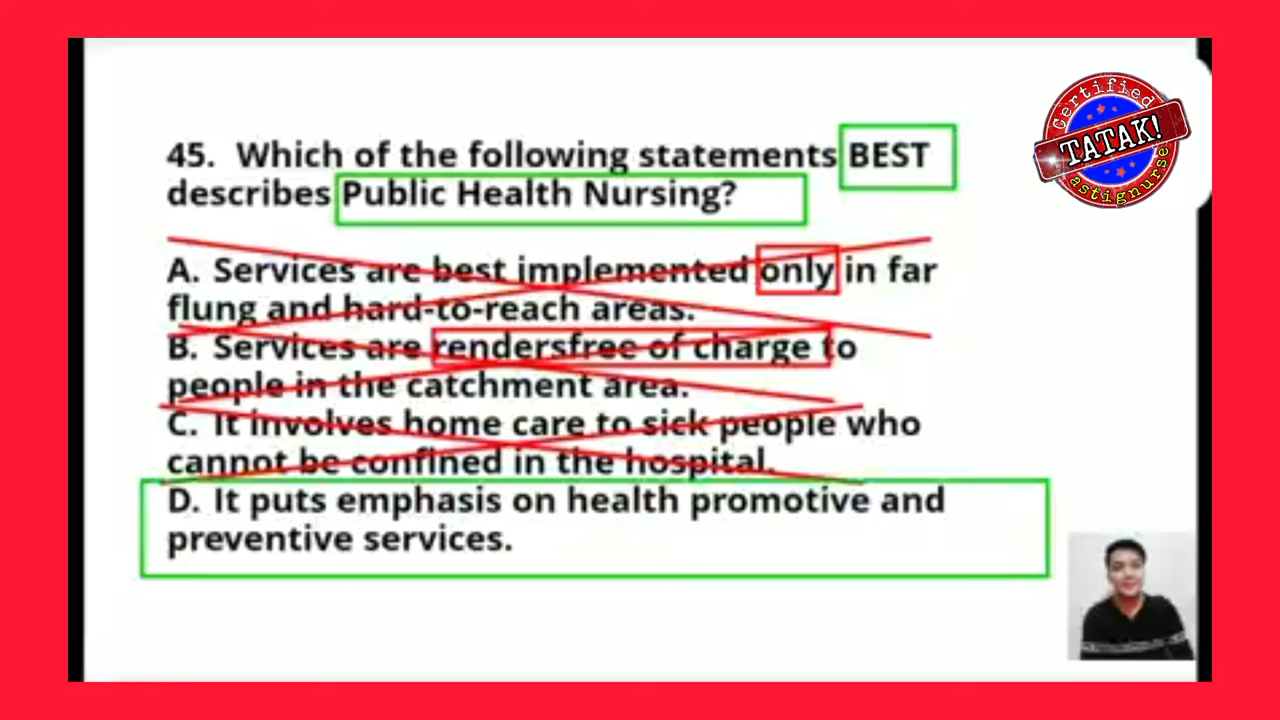 45. Which of the following statements BEST
describes Public Health Nursing?
A. Services are best implemented only in far
flung and hard-to-reach areas.
B. Services are rendersfree of charge to
people in the catchment area.
C. It involves home care to sick people who
cannot be confined in the hospital.
D. It puts emphasis on health promotive and
preventive services.
Certified
TATAK!
astignurse